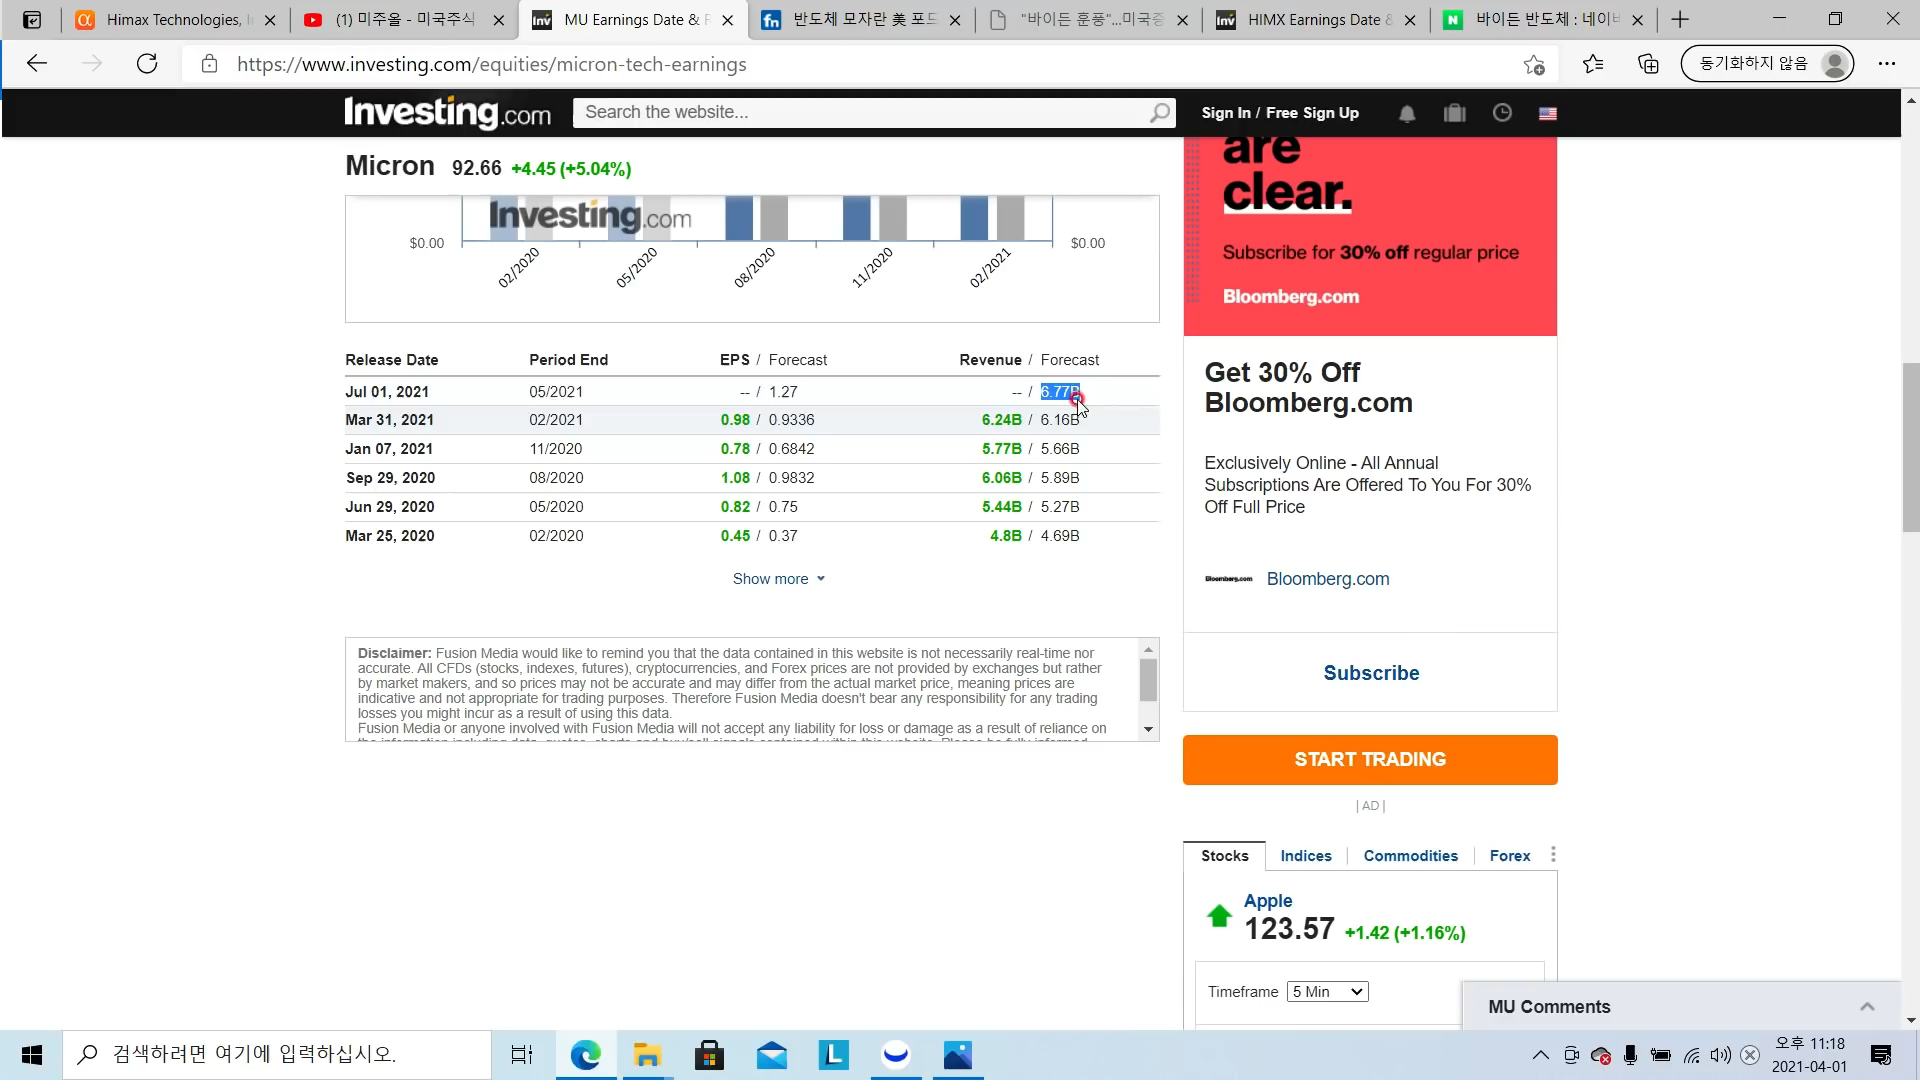 Himax Technologies, I
(1) 미주올 - 미국주식
MU Earnings Date &
반도체 모자란 美 포드
"바이든 훈풍"...미국증
HIMX Earnings Date &
바이든 반도체 : 네이버
https://www.investing.com/equities/micron-tech-earnings
동기화하지 않음
Investing.com
Search the website...
Sign In / Free Sign Up
Micron 92.66 +4.45 (+5.04%)
Investing.com
$0.00
$0.00
02/2020 05/2020 08/2020 11/2020 02/2021
Release Date Period End EPS / Forecast Revenue / Forecast
Jul 01, 2021 05/2021 -- / 1.27 -- / 6.77B
Mar 31, 2021 02/2021 0.98 / 0.9336 6.24B / 6.16B
Jan 07, 2021 11/2020 0.78 / 0.6842 5.77B / 5.66B
Sep 29, 2020 08/2020 1.08 / 0.9832 6.06B / 5.89B
Jun 29, 2020 05/2020 0.82 / 0.75 5.44B / 5.27B
Mar 25, 2020 02/2020 0.45 / 0.37 4.8B / 4.69B
Show more
Disclaimer: Fusion Media would like to remind you that the data contained in this website is not necessarily real-time nor
accurate. All CFDs (stocks, indexes, futures), cryptocurrencies, and Forex prices are not provided by exchanges but rather
by market makers, and so prices may not be accurate and may differ from the actual market price, meaning prices are
indicative and not appropriate for trading purposes. Therefore Fusion Media doesn't bear any responsibility for any trading
losses you might incur as a result of using this data.
Fusion Media or anyone involved with Fusion Media will not accept any liability for loss or damage as a result of reliance on
are
clear.
Subscribe for 30% off regular price
Bloomberg.com
Get 30% Off
Bloomberg.com
Exclusively Online - All Annual
Subscriptions Are Offered To You For 30%
Off Full Price
Bloomberg.com Bloomberg.com
Subscribe
START TRADING
| AD |
Stocks Indices Commodities Forex
Apple
123.57 +1.42 (+1.16%)
Timeframe 5 Min
MU Comments
검색하려면 여기에 입력하십시오.
오후 11:18
2021-04-01